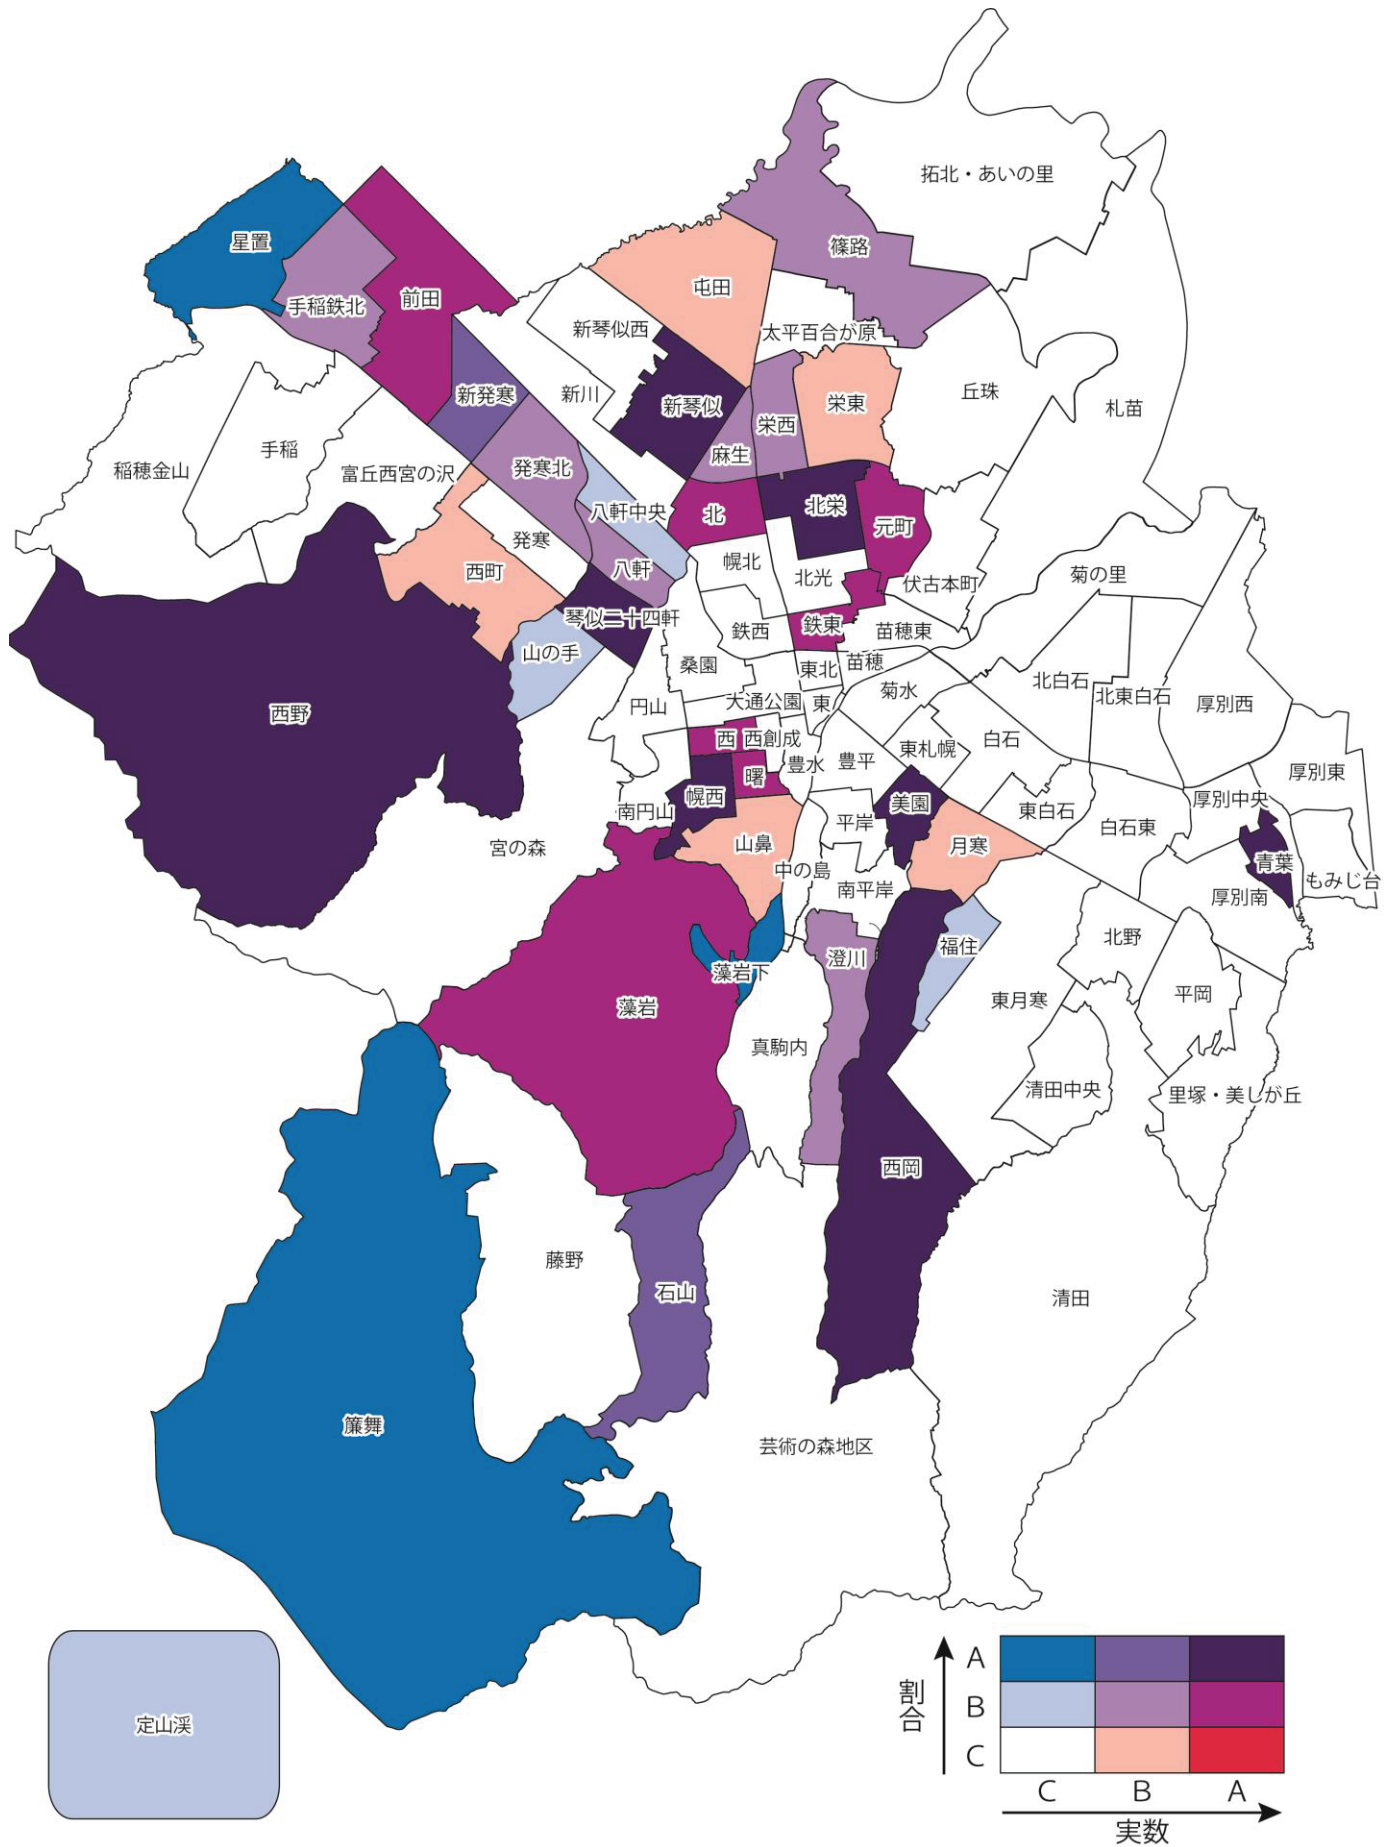 拓北・あいの里
星置
篠路
手稲鉄北
前田
屯田
新琴似西
太平百合が原
新発寒
新川
新琴似
栄西
栄東
丘珠
札苗
稲穂金山
手稲
富丘西宮の沢
発寒北
麻生
八軒中央
北
北栄
元町
発寒
西町
八軒
幌北
北光
伏古本町
菊の里
琴似二十四軒
鉄西
鉄東
苗穂東
山の手
桑園
東北
苗穂
北白石
北東白石
厚別西
西野
円山
大通公園
東
菊水
西
西創成
豊水
豊平
東札幌
白石
厚別東
曙
幌西
南円山
美園
平岸
東白石
白石東
厚別中央
宮の森
山鼻
中の島
月寒
青葉
もみじ台
南平岸
厚別南
北野
福住
澄川
藻岩下
藻岩
東月寒
平岡
真駒内
清田中央
里塚・美しが丘
西岡
藤野
石山
清田
簾舞
芸術の森地区
定山渓
割合
A
B
C
C
B
A
実数